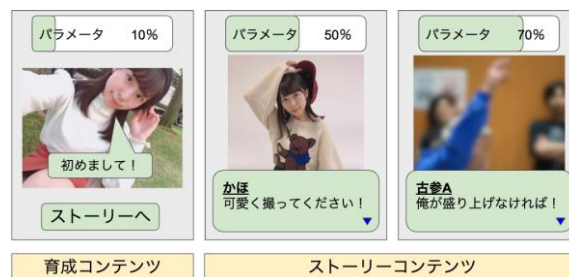 パラメータ 10%
初めまして！
ストーリーへ
パラメータ 50%
かほ
可愛く撮ってください！
パラメータ 70%
古参A
俺が盛り上げなければ！
育成コンテンツ
ストーリーコンテンツ